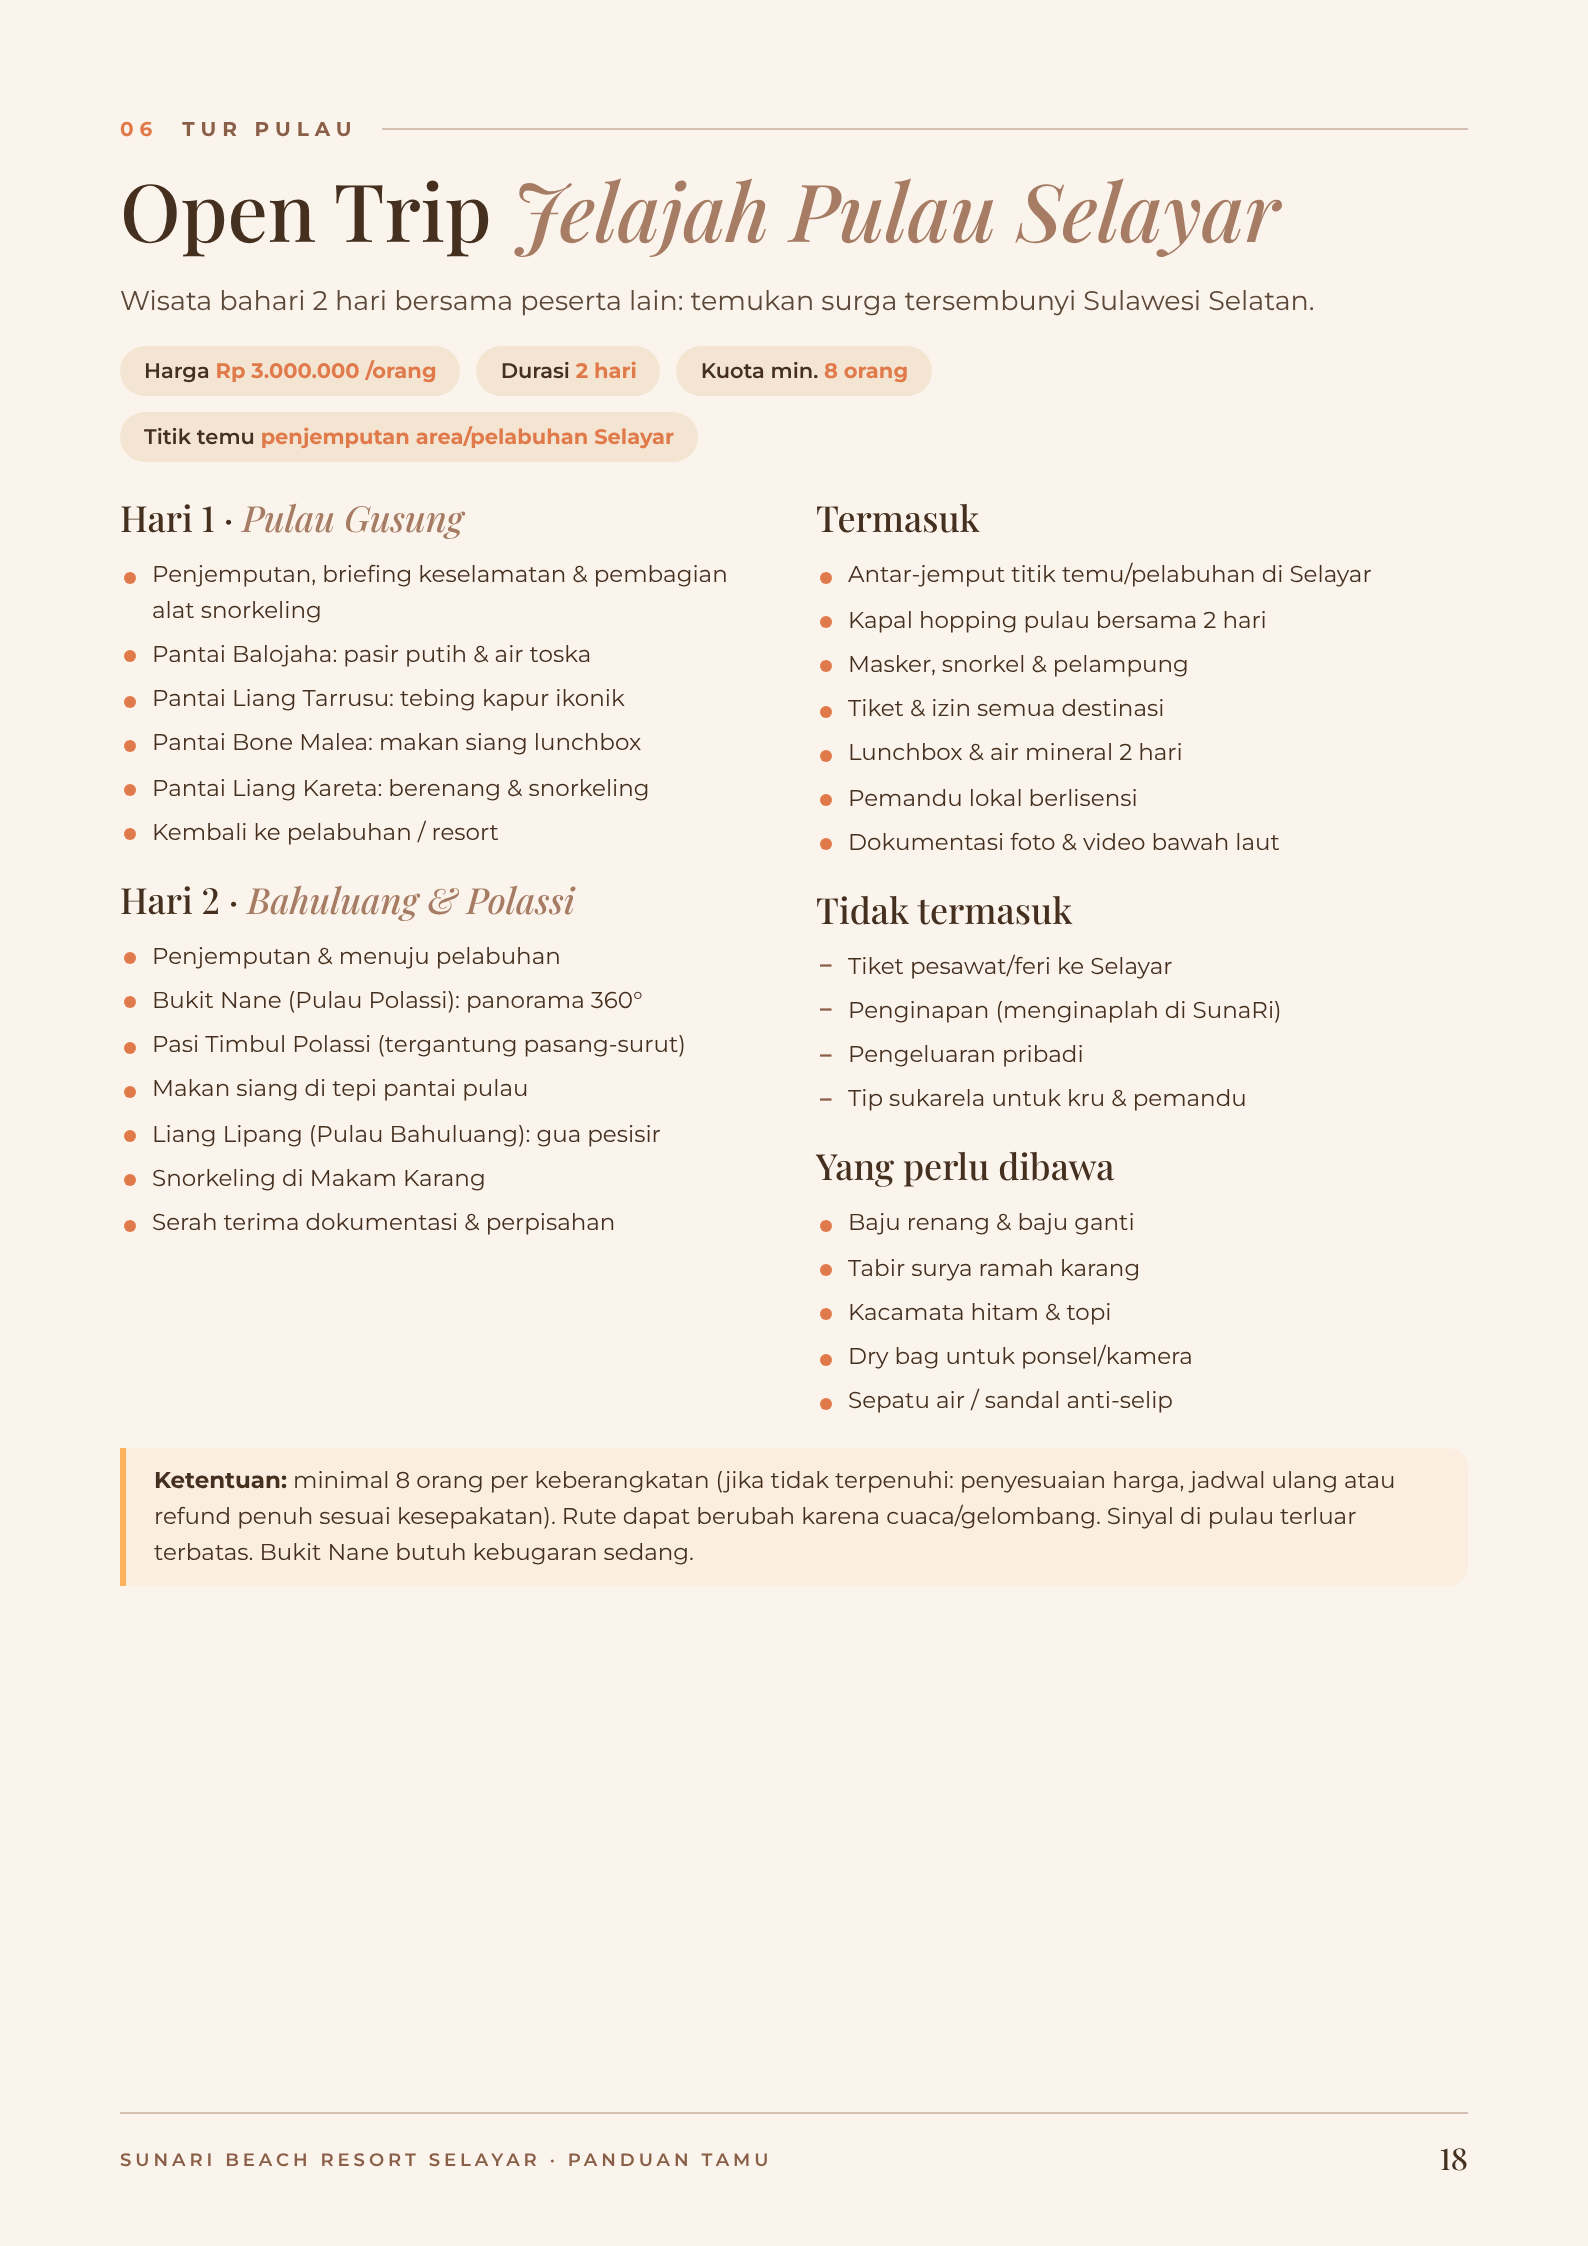 06 TUR PULAU
Open Trip Jelajah Pulau Selayar
Wisata bahari 2 hari bersama peserta lain: temukan surga tersembunyi Sulawesi Selatan.
Harga Rp 3.000.000 /orang
Durasi 2 hari
Kuota min. 8 orang
Titik temu penjemputan area/pelabuhan Selayar
Hari 1 · Pulau Gusung
Penjemputan, briefing keselamatan & pembagian
alat snorkeling
Pantai Balojaha: pasir putih & air toska
Pantai Liang Tarrusu: tebing kapur ikonik
Pantai Bone Malea: makan siang lunchbox
Pantai Liang Kareta: berenang & snorkeling
Kembali ke pelabuhan / resort
Hari 2 · Bahuluang & Polassi
Penjemputan & menuju pelabuhan
Bukit Nane (Pulau Polassi): panorama 360°
Pasi Timbul Polassi (tergantung pasang-surut)
Makan siang di tepi pantai pulau
Liang Lipang (Pulau Bahuluang): gua pesisir
Snorkeling di Makam Karang
Serah terima dokumentasi & perpisahan
Termasuk
Antar-jemput titik temu/pelabuhan di Selayar
Kapal hopping pulau bersama 2 hari
Masker, snorkel & pelampung
Tiket & izin semua destinasi
Lunchbox & air mineral 2 hari
Pemandu lokal berlisensi
Dokumentasi foto & video bawah laut
Tidak termasuk
– Tiket pesawat/feri ke Selayar
– Penginapan (menginaplah di SunaRi)
– Pengeluaran pribadi
– Tip sukarela untuk kru & pemandu
Yang perlu dibawa
Baju renang & baju ganti
Tabir surya ramah karang
Kacamata hitam & topi
Dry bag untuk ponsel/kamera
Sepatu air / sandal anti-selip
Ketentuan: minimal 8 orang per keberangkatan (jika tidak terpenuhi: penyesuaian harga, jadwal ulang atau
refund penuh sesuai kesepakatan). Rute dapat berubah karena cuaca/gelombang. Sinyal di pulau terluar
terbatas. Bukit Nane butuh kebugaran sedang.
SUNARI BEACH RESORT SELAYAR · PANDUAN TAMU
18